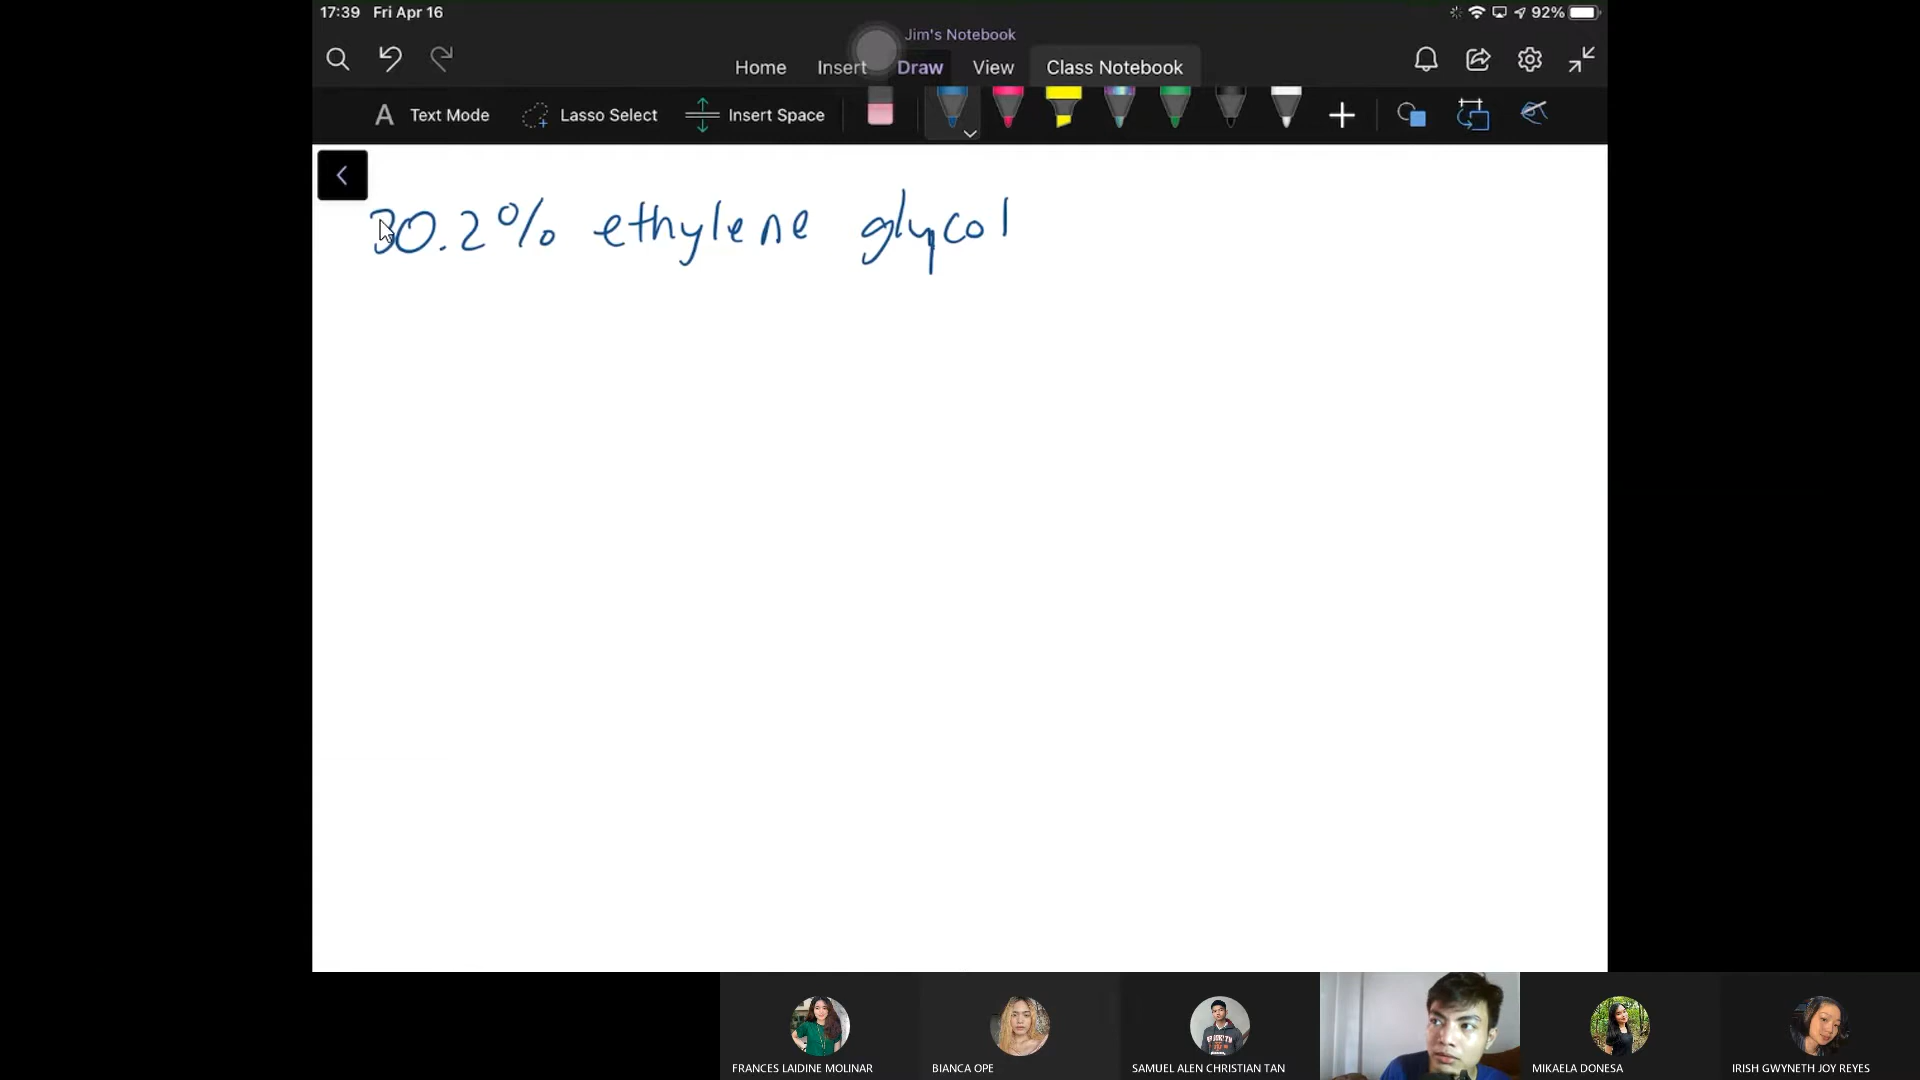 17:39 Fri Apr 16
92%
Jim's Notebook
Home Insert Draw View Class Notebook
A Text Mode Lasso Select Insert Space
30.2% ethylene glycol
FRANCES LAIDINE MOLINAR BIANCA OPE SAMUEL ALEN CHRISTIAN TAN MIKAELA DONESA IRISH GWYNETH JOY REYES